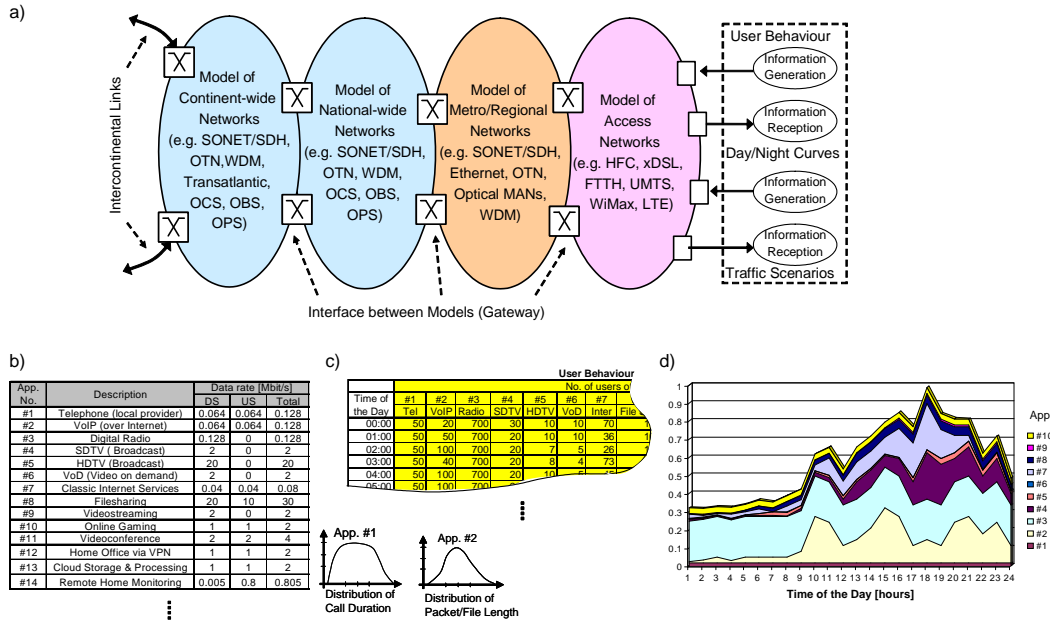 a)
Intercontinental Links
Model of
Continent-wide
Networks
(e.g. SONET/SDH,
OTN,WDM,
Transatlantic,
OCS, OBS,
OPS)
Model of
National-wide
Networks
(e.g. SONET/SDH,
OTN, WDM,
OCS, OBS,
OPS)
Model of
Metro/Regional
Networks
(e.g. SONET/SDH,
Ethernet, OTN,
Optical MANs,
WDM)
Model of
Access
Networks
(e.g. HFC, xDSL,
FTTH, UMTS,
WiMax, LTE)
User Behaviour
Information
Generation
Information
Reception
Day/Night Curves
Information
Generation
Information
Reception
Traffic Scenarios
Interface between Models (Gateway)
b)
App. No. Description Data rate [Mbit/s]
DS US Total
#1 Telephone (local provider) 0.064 0.064 0.128
#2 VoIP (over Internet) 0.064 0.064 0.128
#3 Digital Radio 0.128 0 0.128
#4 SDTV ( Broadcast) 2 0 2
#5 HDTV (Broadcast) 20 0 20
#6 VoD (Video on demand) 2 0 2
#7 Classic Internet Services 0.04 0.04 0.08
#8 Filesharing 20 10 30
#9 Videostreaming 2 0 2
#10 Online Gaming 1 1 2
#11 Videoconference 2 2 4
#12 Home Office via VPN 1 1 2
#13 Cloud Storage & Processing 1 1 2
#14 Remote Home Monitoring 0.005 0.8 0.805
c)
User Behaviour
No. of users o
Time of the Day #1 #2 #3 #4 #5 #6 #7
Tel VoIP Radio SDTV HDTV VoD Inter File
00:00 50 20 700 30 10 10 70 1
01:00 50 50 700 20 10 10 36 1
02:00 50 100 700 20 7 5 26
03:00 50 40 700 20 8 4 73
04:00 50 100 700 20 10 5
05:00 50 100 700 20
App. #1
Distribution of
Call Duration
App. #2
Distribution of
Packet/File Length
d)
1
0.9
0.8
0.7
0.6
0.5
0.4
0.3
0.2
0.1
0
1 2 3 4 5 6 7 8 9 10 11 12 13 14 15 16 17 18 19 20 21 22 23 24
Time of the Day [hours]
App
#10
#9
#8
#7
#6
#5
#4
#3
#2
#1